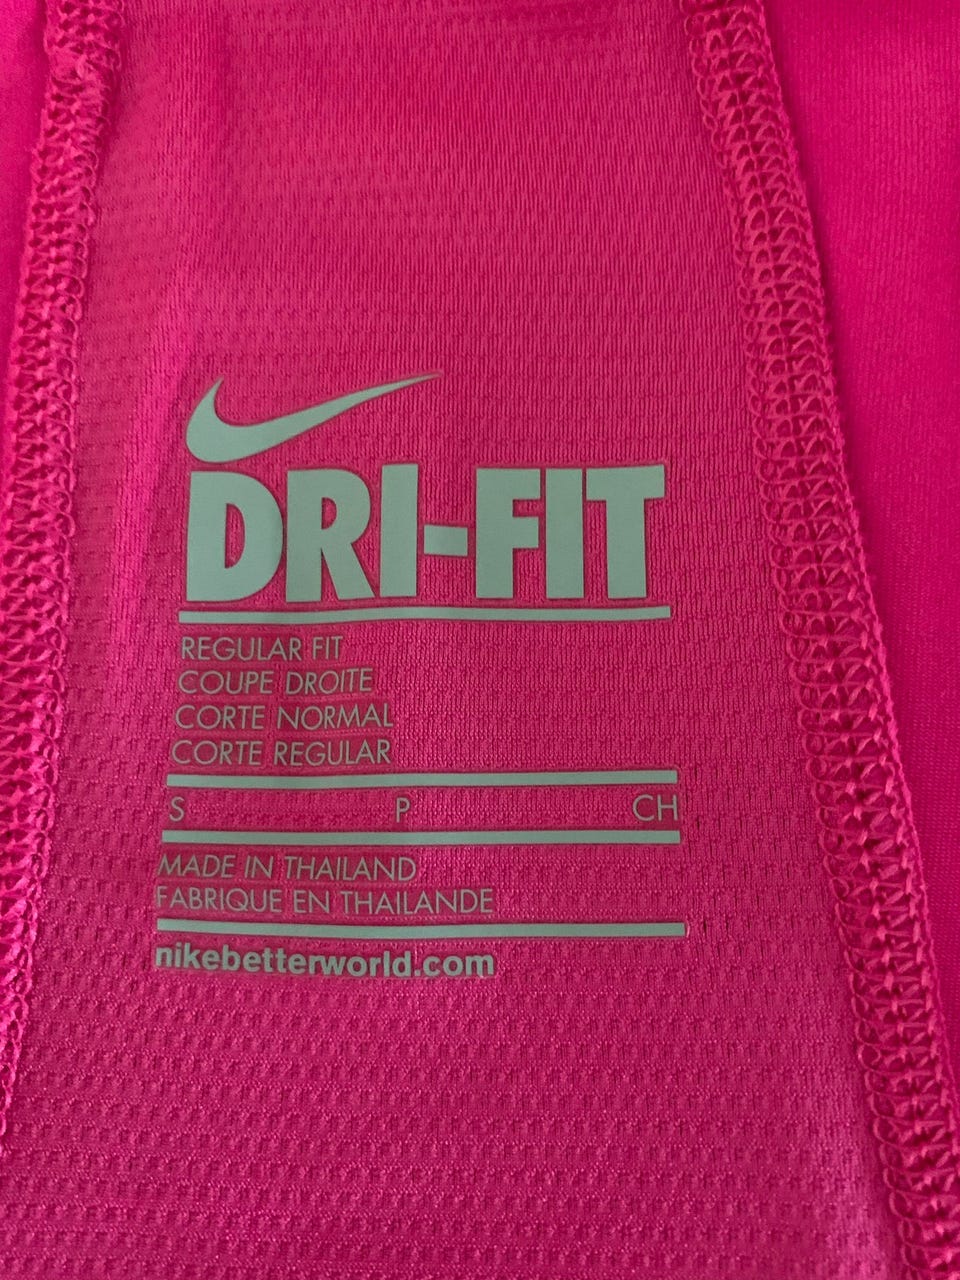 DRI-FIT
REGULAR FIT
COUPE DROITE
CORTE NORMAL
CORTE REGULAR
S P CH
MADE IN THAILAND
FABRIQUE EN THAILANDE
nikebetterworld.com